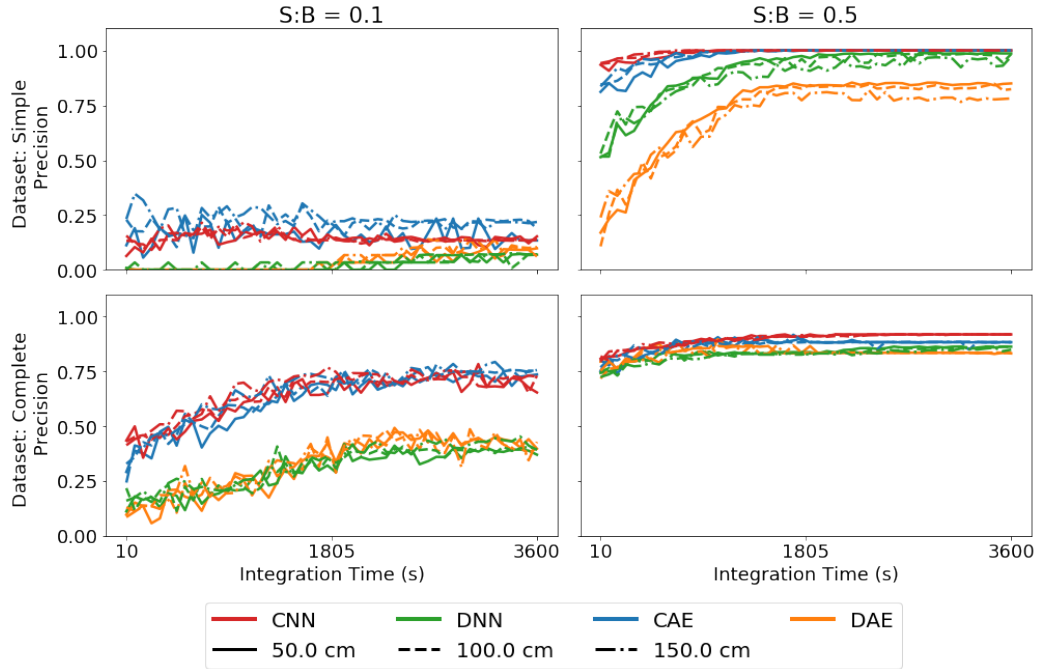 S:B = 0.1
S:B = 0.5
Dataset: Simple
Precision
1.00
0.75
0.50
0.25
0.00
Dataset: Complete
Precision
1.00
0.75
0.50
0.25
0.00
10 1805 3600
Integration Time (s)
10 1805 3600
Integration Time (s)
CNN DNN CAE DAE
50.0 cm 100.0 cm 150.0 cm